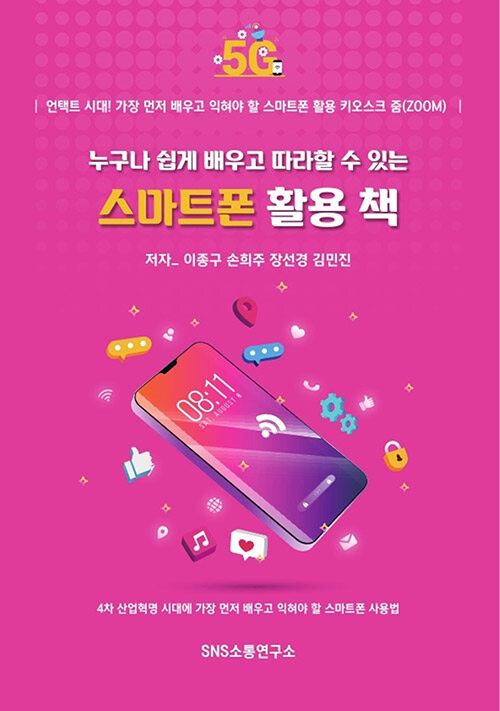 5G
| 언택트 시대! 가장 먼저 배우고 익혀야 할 스마트폰 활용 키오스크 줌(ZOOM) |
누구나 쉽게 배우고 따라할 수 있는
스마트폰 활용 책
저자_ 이종구 손희주 장선경 김민진
08:11
SAT, AUGUST 8
4차 산업혁명 시대에 가장 먼저 배우고 익혀야 할 스마트폰 사용법
SNS소통연구소